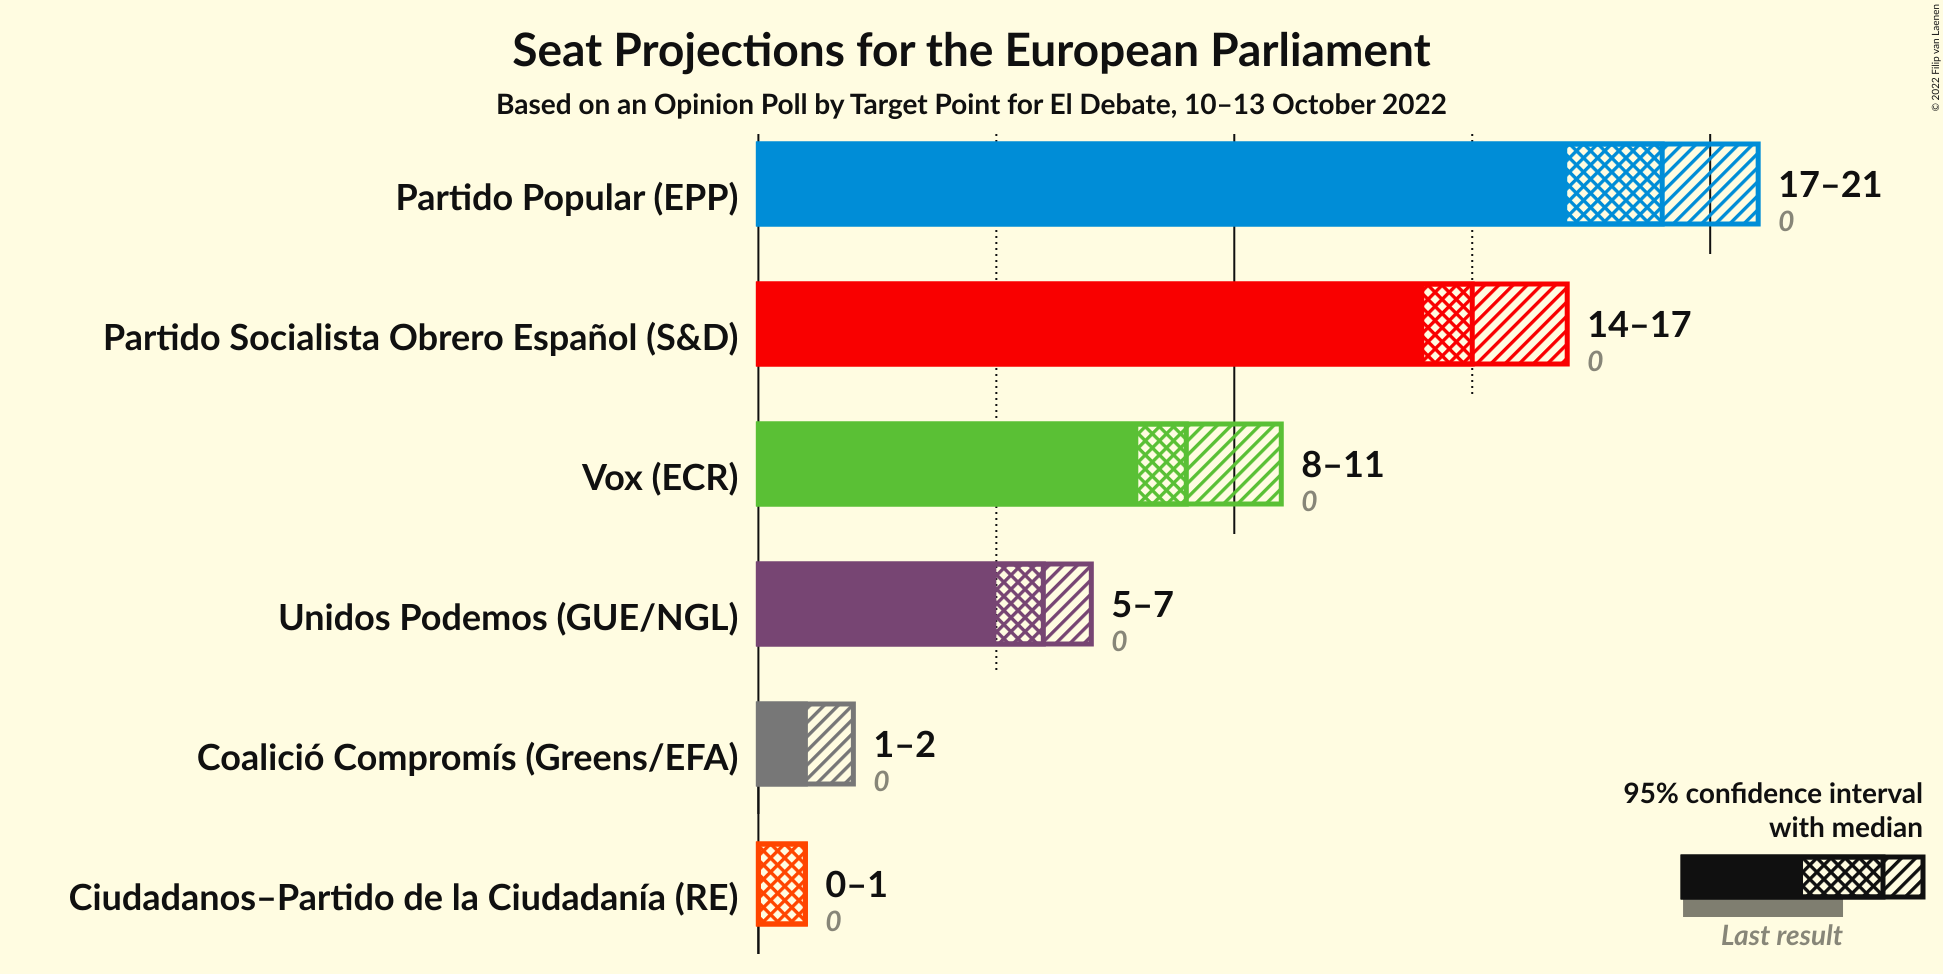 Seat Projections for the European Parliament
Based on an Opinion Poll by Target Point for El Debate, 10–13 October 2022
© 2022 Filip van Laenen
Partido Popular (EPP)
17–21
0
Partido Socialista Obrero Español (S&D)
14–17
0
Vox (ECR)
8–11
0
Unidos Podemos (GUE/NGL)
5–7
0
Coalició Compromís (Greens/EFA)
1–2
0
Ciudadanos–Partido de la Ciudadanía (RE)
0–1
0
95% confidence interval
with median
Last result